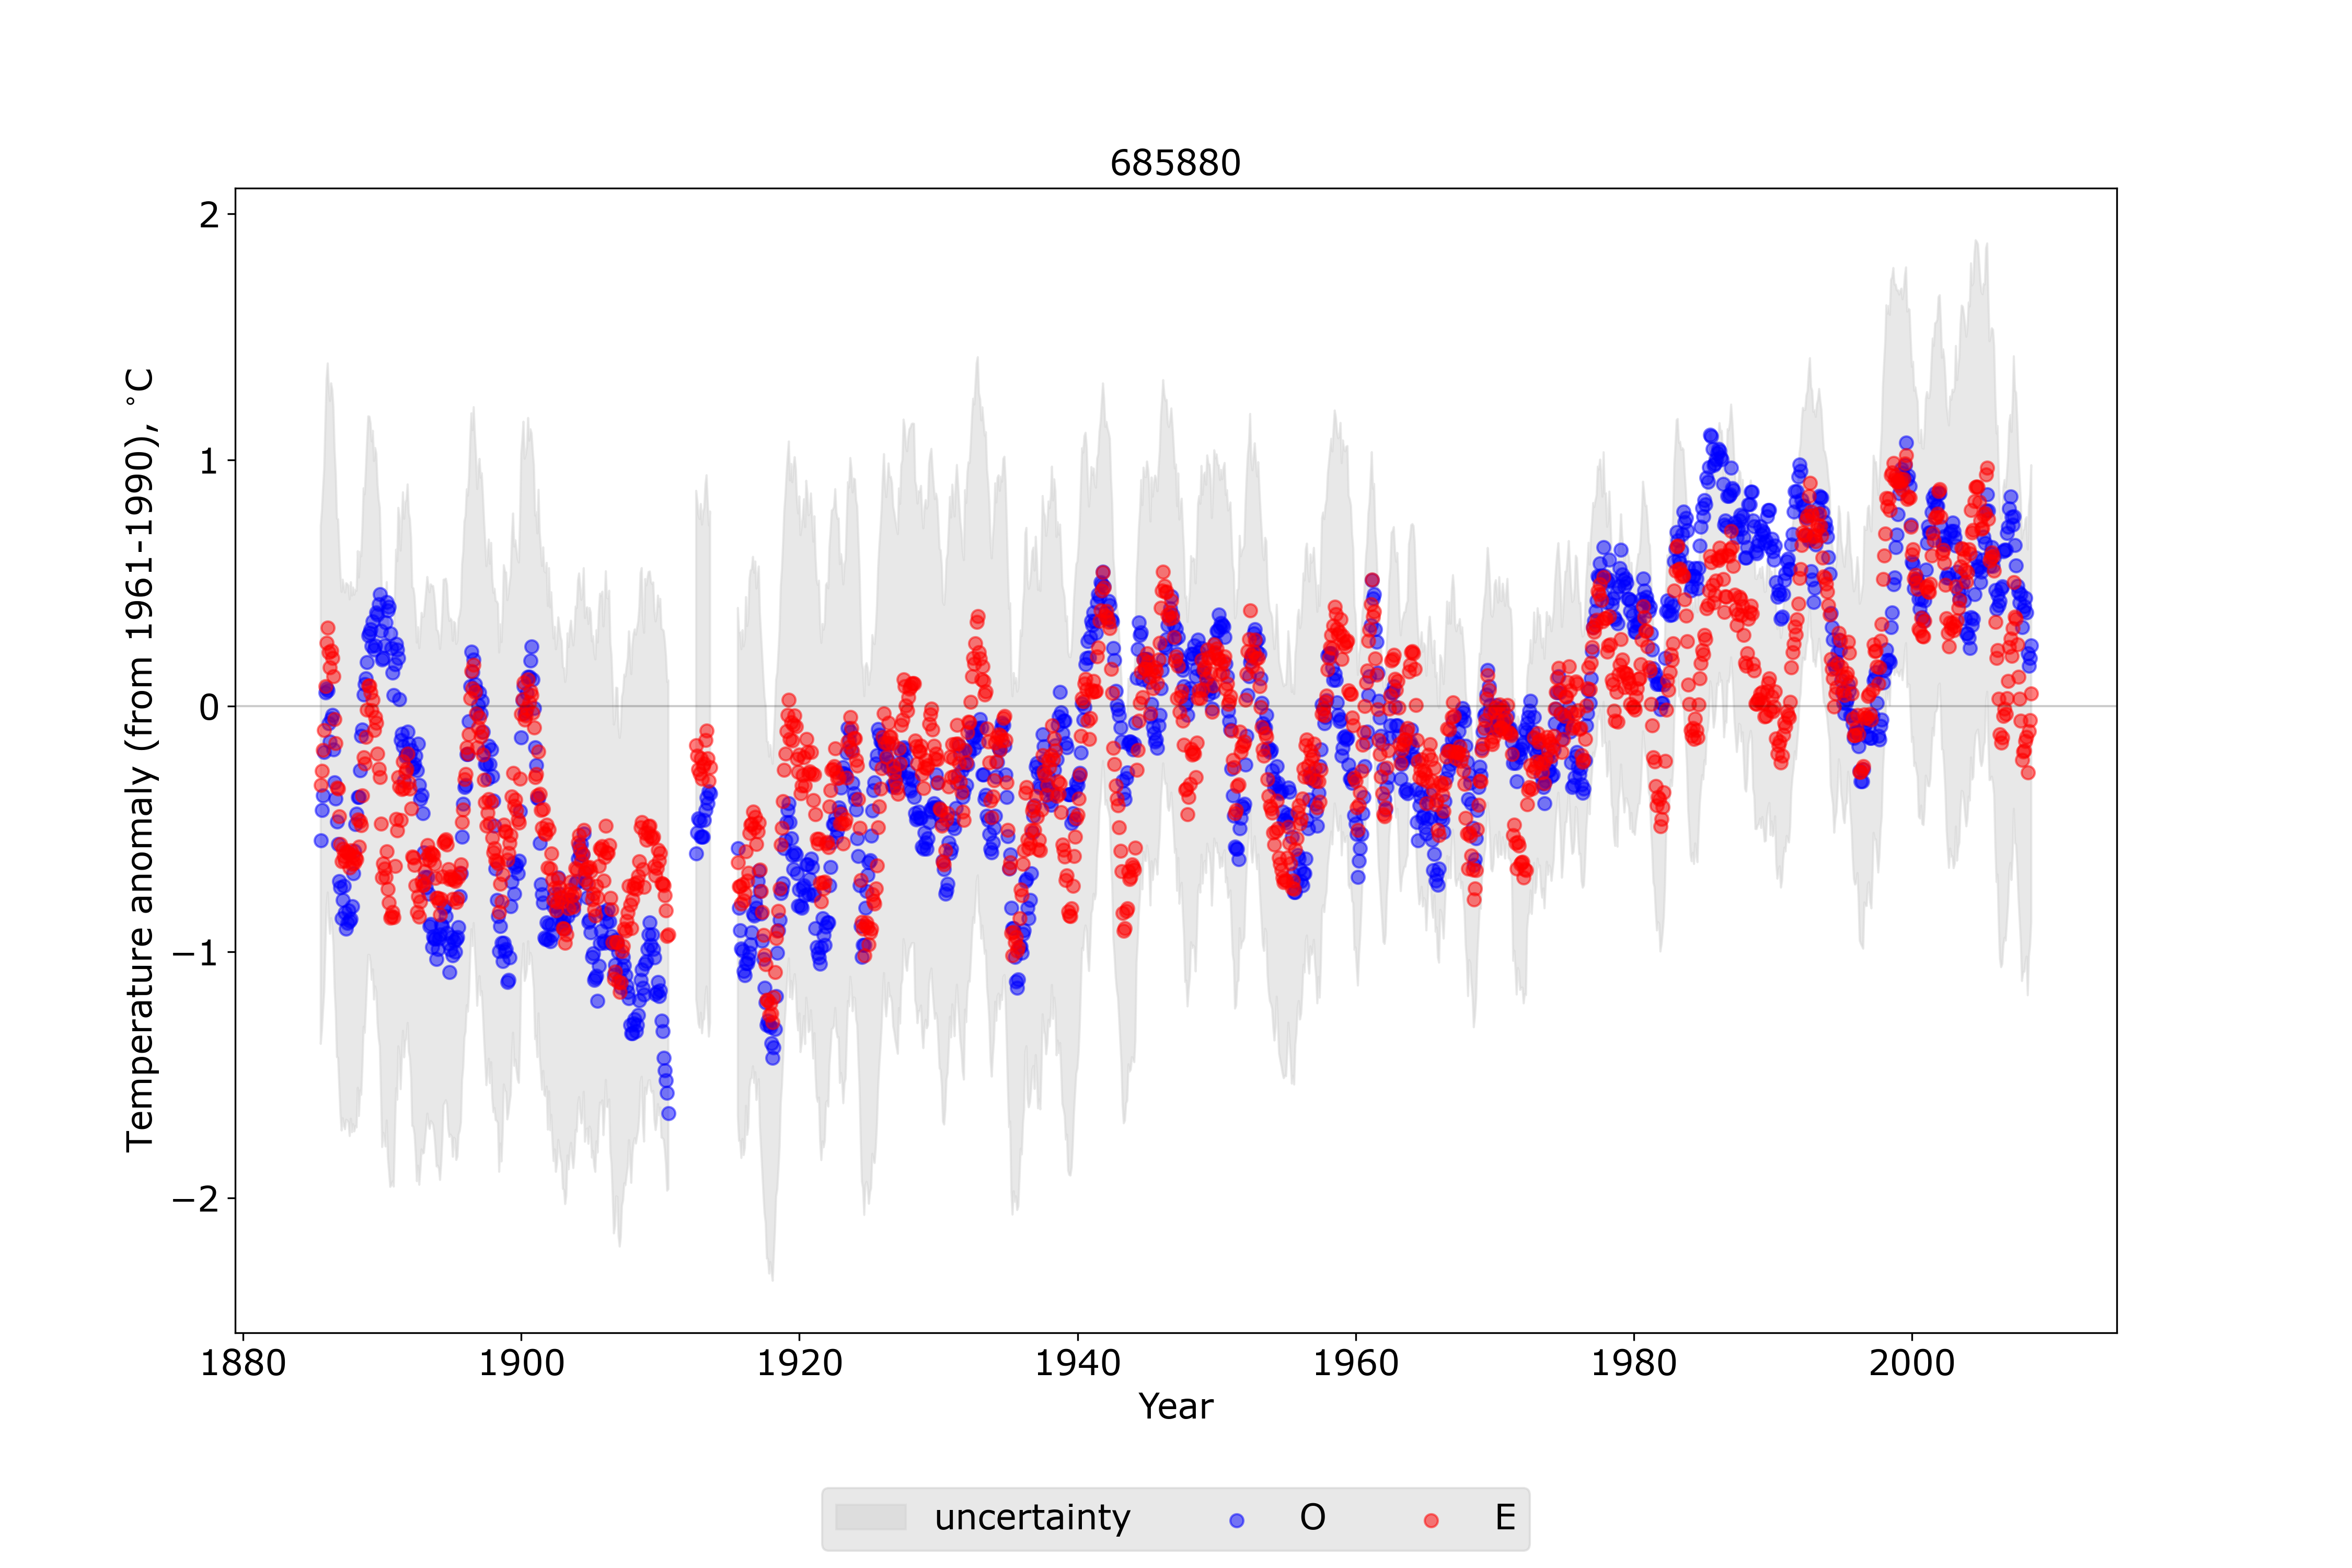 685880
Temperature anomaly (from 1961-1990), °C
2
1
0
−1
−2
1880 1900 1920 1940 1960 1980 2000
Year
uncertainty O E